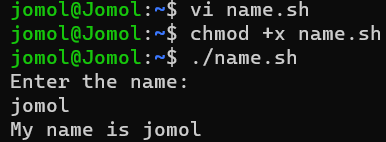 jomol@Jomol:~$ vi name.sh
jomol@Jomol:~$ chmod +x name.sh
jomol@Jomol:~$ ./name.sh
Enter the name:
jomol
My name is jomol